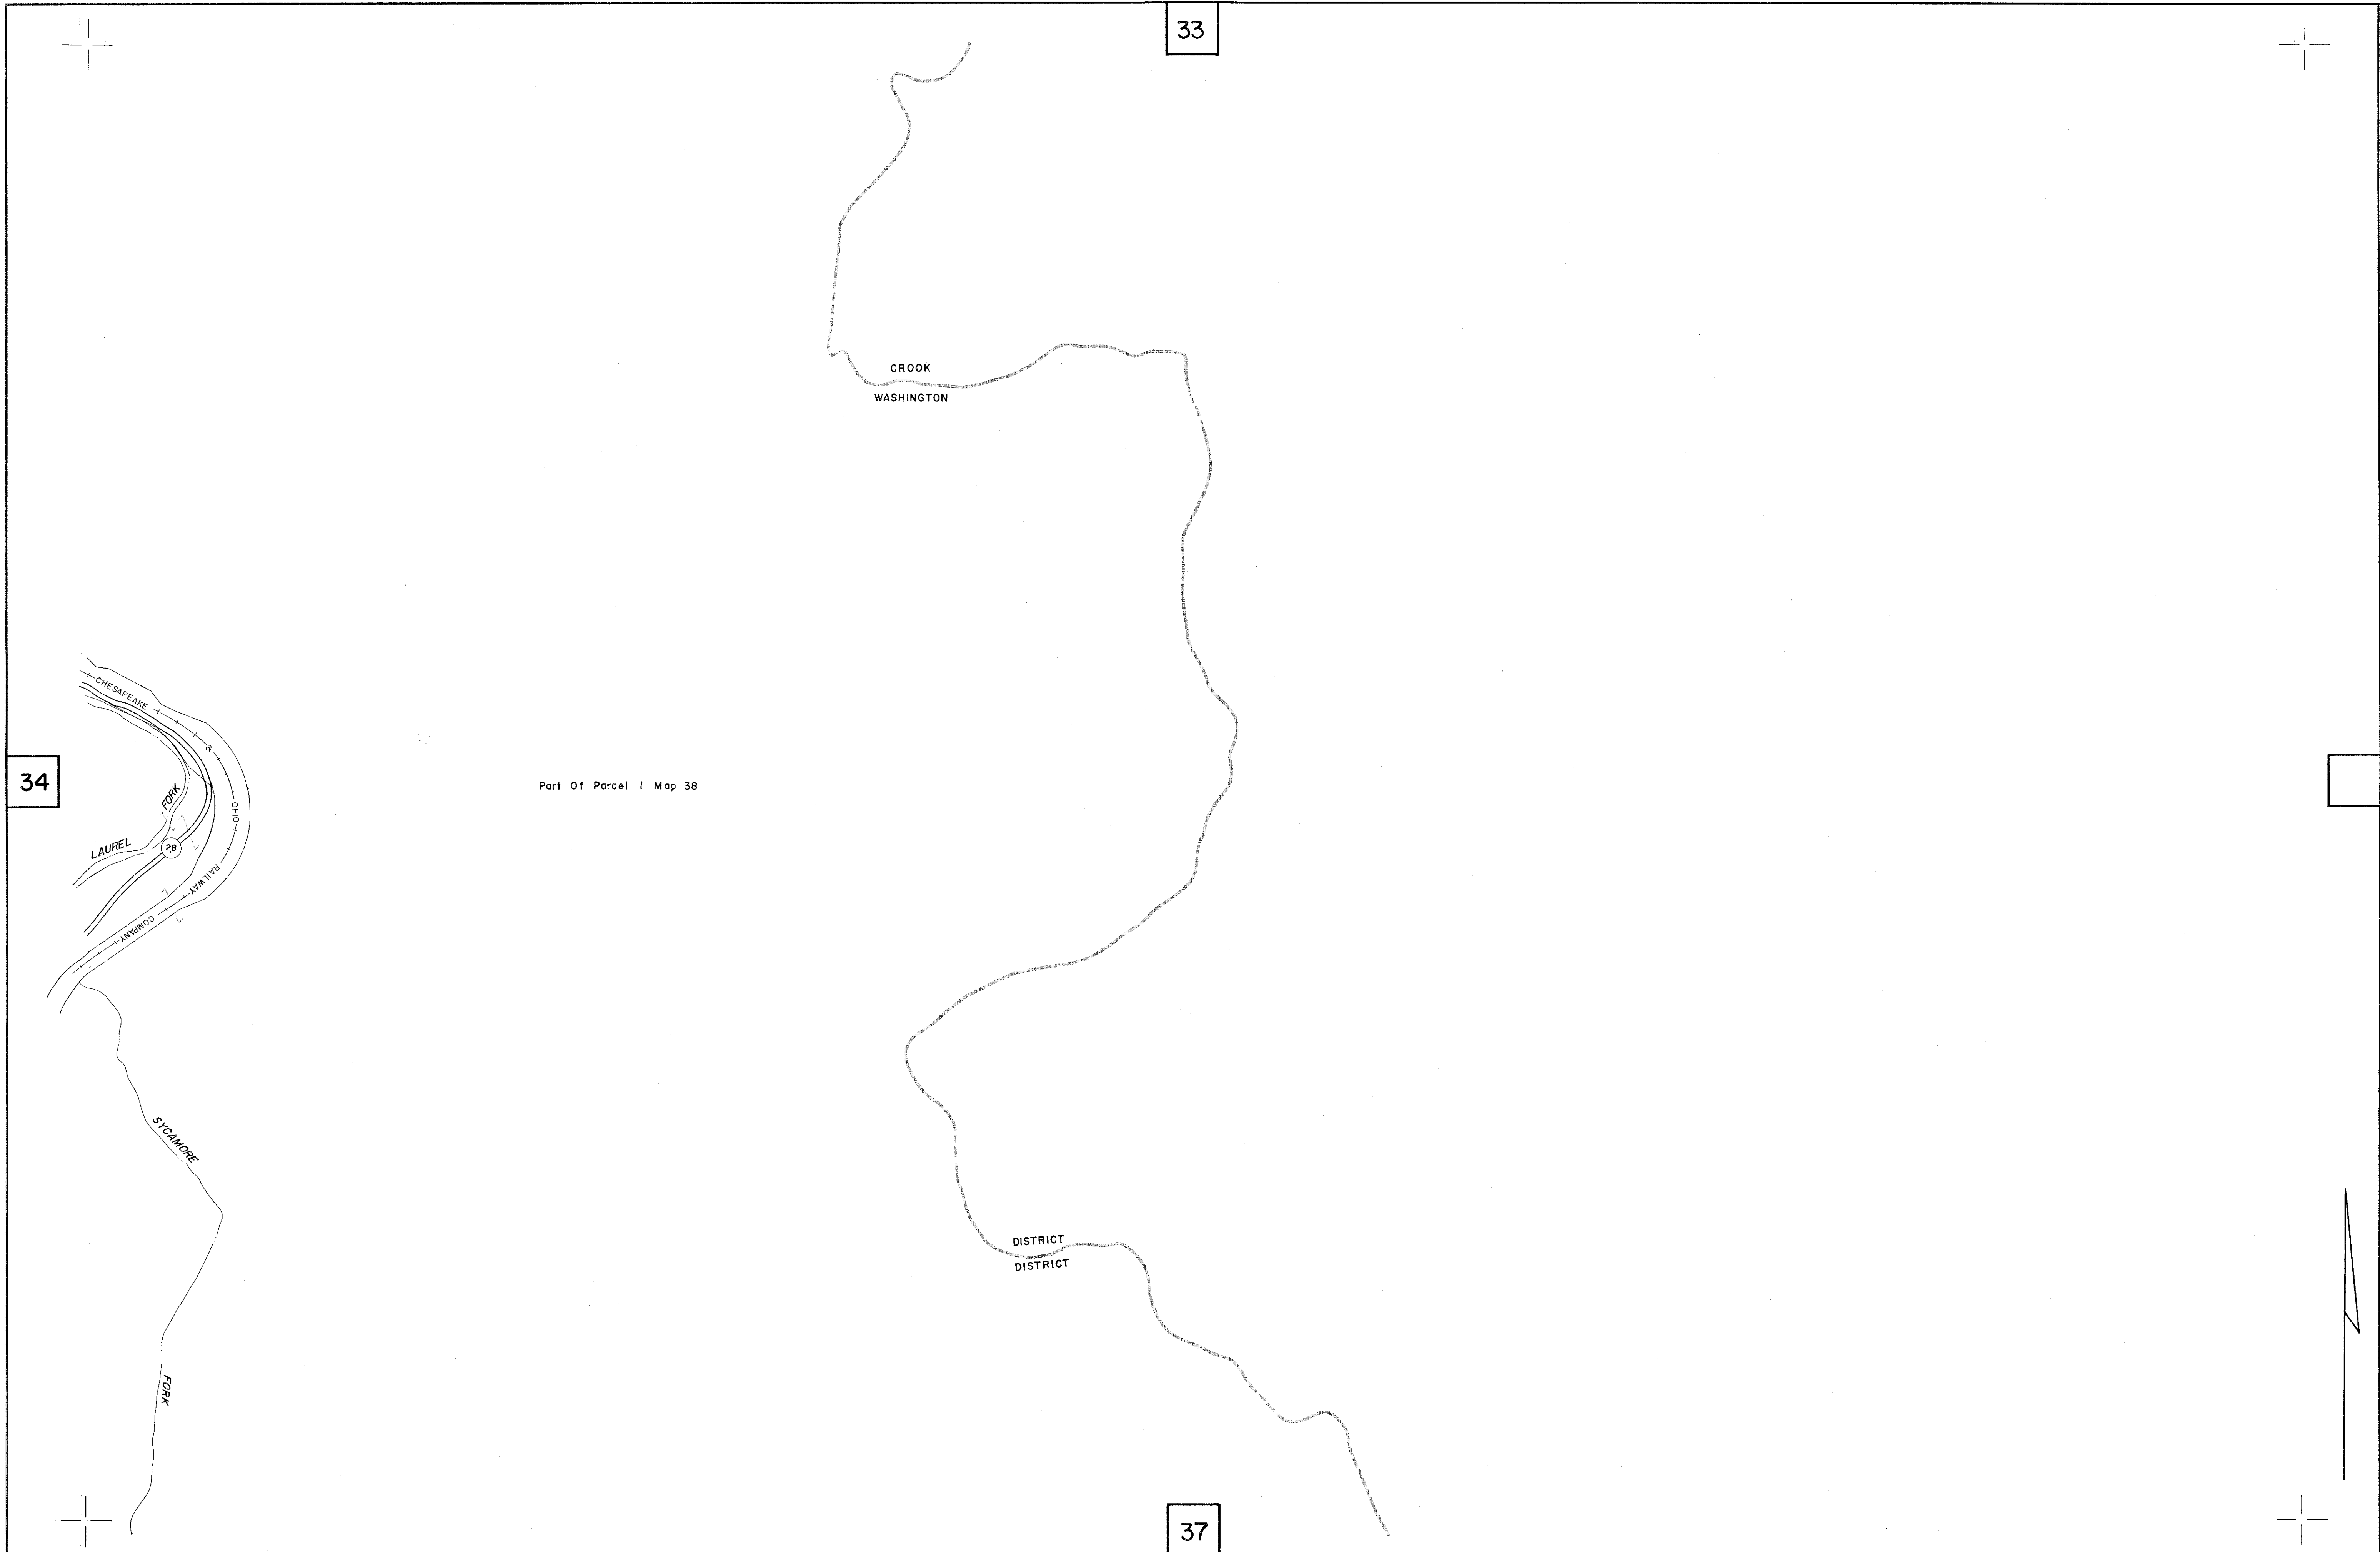 33
CROOK
WASHINGTON
CHESAPEAKE & OHIO RAILWAY COMPANY
34
Part Of Parcel 1 Map 38
LAUREL FORK
28
SYCAMORE FORK
DISTRICT
DISTRICT
37